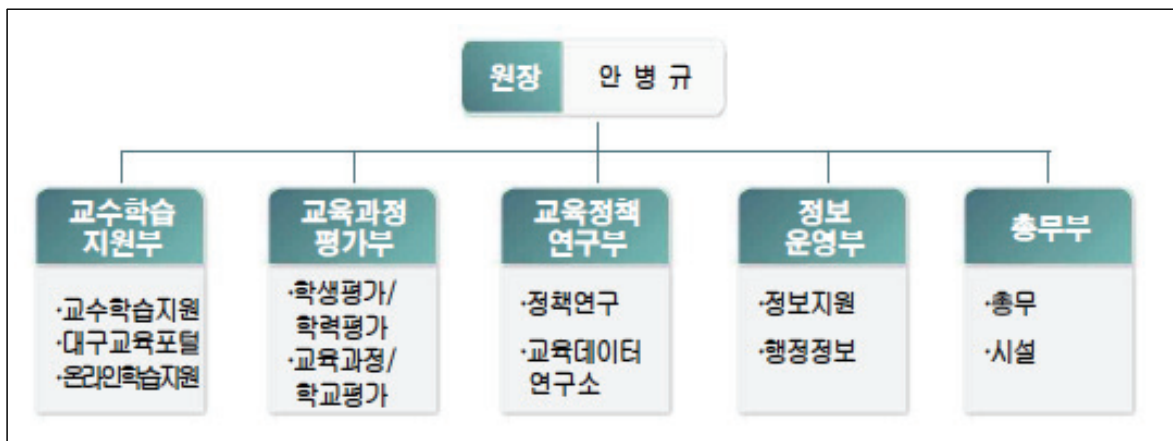 원장 안 병 규
교수학습
지원부
·교수학습지원
·대구교육포털
·온라인학습지원
교육과정
평가부
·학생평가/
학력평가
·교육과정/
학교평가
교육정책
연구부
·정책연구
·교육데이터
연구소
정보
운영부
·정보지원
·행정정보
총무부
·총무
·시설